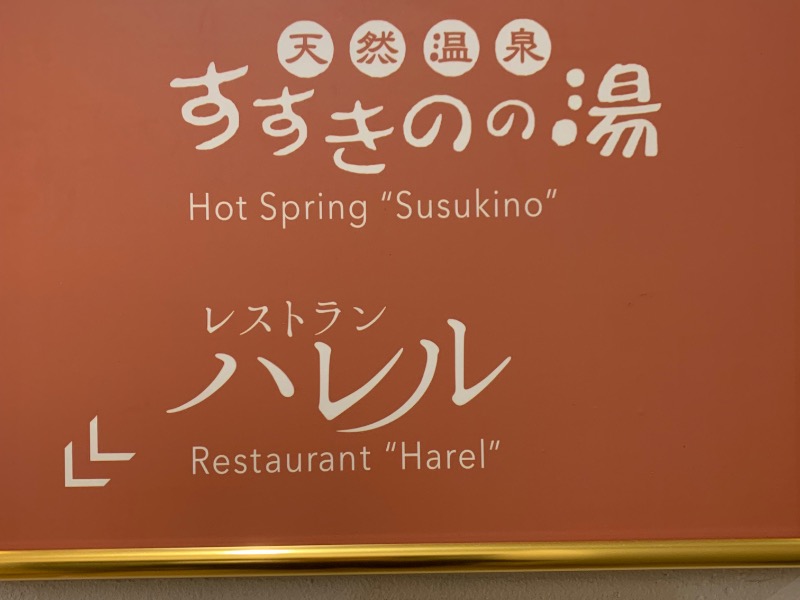 天然温泉
すすきのの湯
Hot Spring “Susukino”
レストラン
ハレル
Restaurant “Harel”